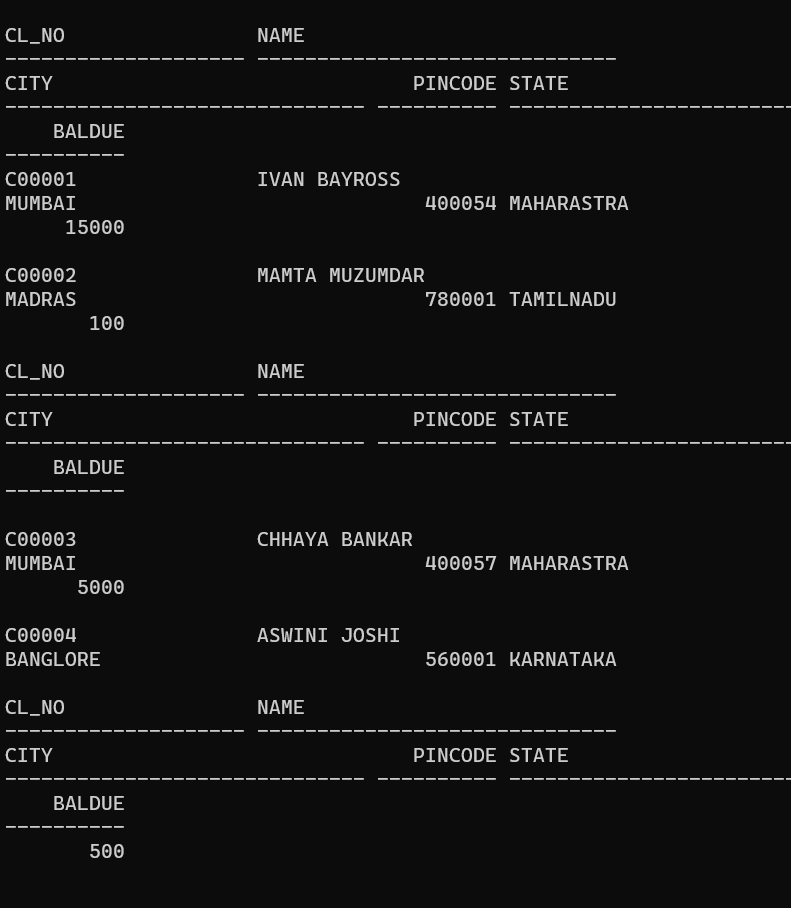 CL_NO                NAME
-------------------- ------------------------------
CITY                              PINCODE STATE
------------------------------ ---------- ------------------------
    BALDUE
----------
C00001               IVAN BAYROSS
MUMBAI                             400054 MAHARASTRA
     15000
C00002               MAMTA MUZUMDAR
MADRAS                             780001 TAMILNADU
       100
CL_NO                NAME
-------------------- ------------------------------
CITY                              PINCODE STATE
------------------------------ ---------- ------------------------
    BALDUE
----------
C00003               CHHAYA BANKAR
MUMBAI                             400057 MAHARASTRA
      5000
C00004               ASWINI JOSHI
BANGLORE                           560001 KARNATAKA
CL_NO                NAME
-------------------- ------------------------------
CITY                              PINCODE STATE
------------------------------ ---------- ------------------------
    BALDUE
----------
       500